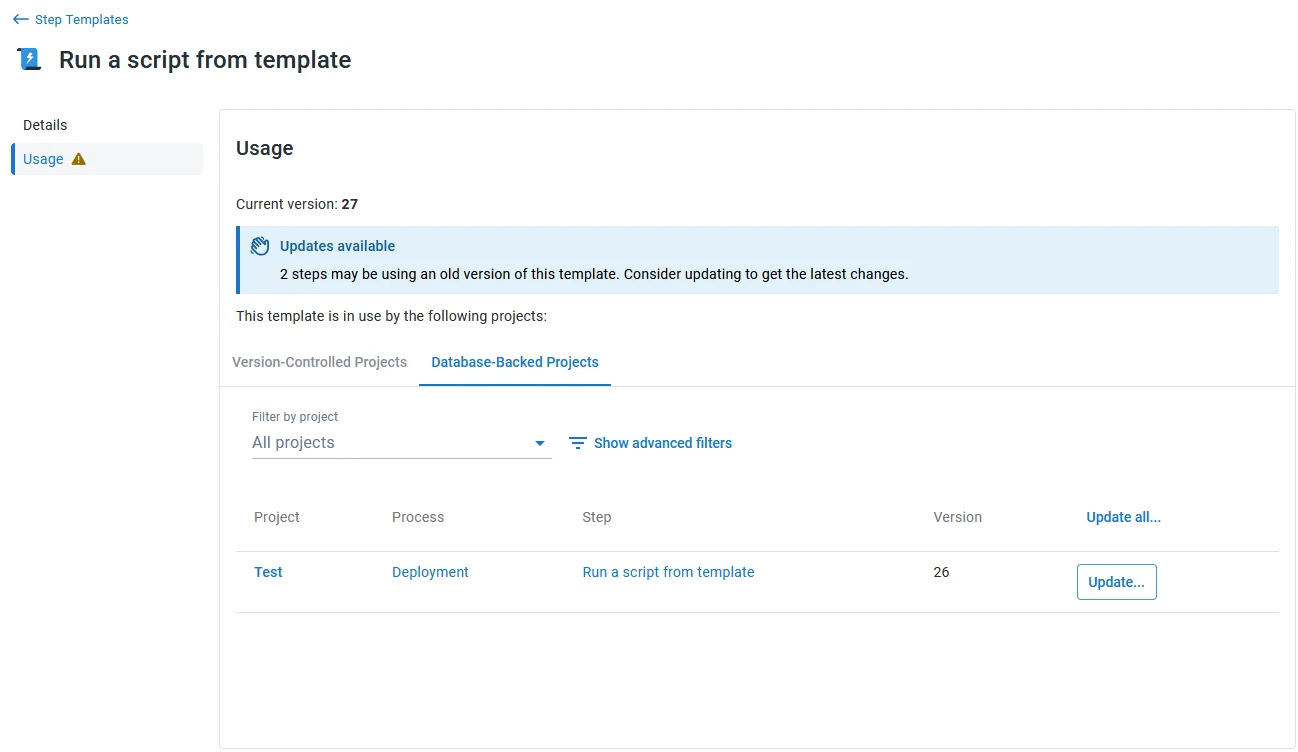 Step Templates
Run a script from template
Details
Usage
Usage
Current version: 27
Updates available
2 steps may be using an old version of this template. Consider updating to get the latest changes.
This template is in use by the following projects:
Version-Controlled Projects Database-Backed Projects
Filter by project
All projects Show advanced filters
Project Process Step Version Update all...
Test Deployment Run a script from template 26 Update...